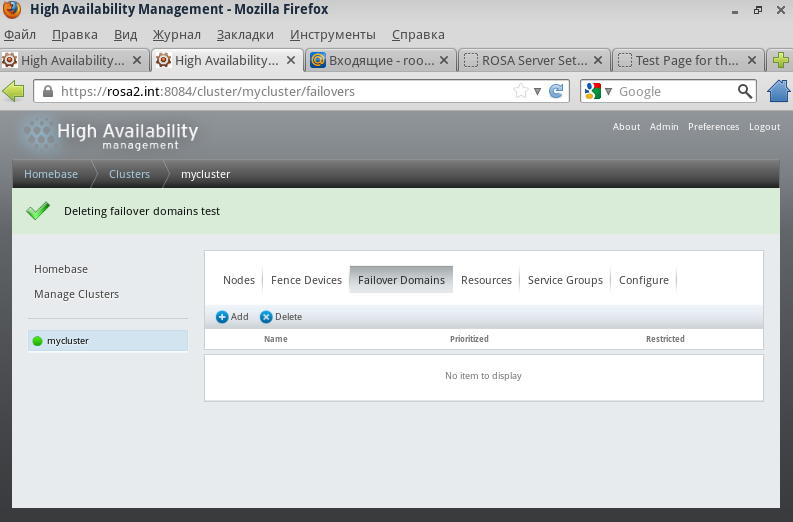 High Availability Management - Mozilla Firefox
Файл Правка Вид Журнал Закладки Инструменты Справка
High Availability... High Availability... Входящие - roo... ROSA Server Set... Test Page for th...
https://rosa2.int:8084/cluster/mycluster/failovers Google
High Availability
management
About Admin Preferences Logout
Homebase Clusters mycluster
Deleting failover domains test
Homebase
Manage Clusters
mycluster
Nodes Fence Devices Failover Domains Resources Service Groups Configure
Add Delete
Name Prioritized Restricted
No item to display